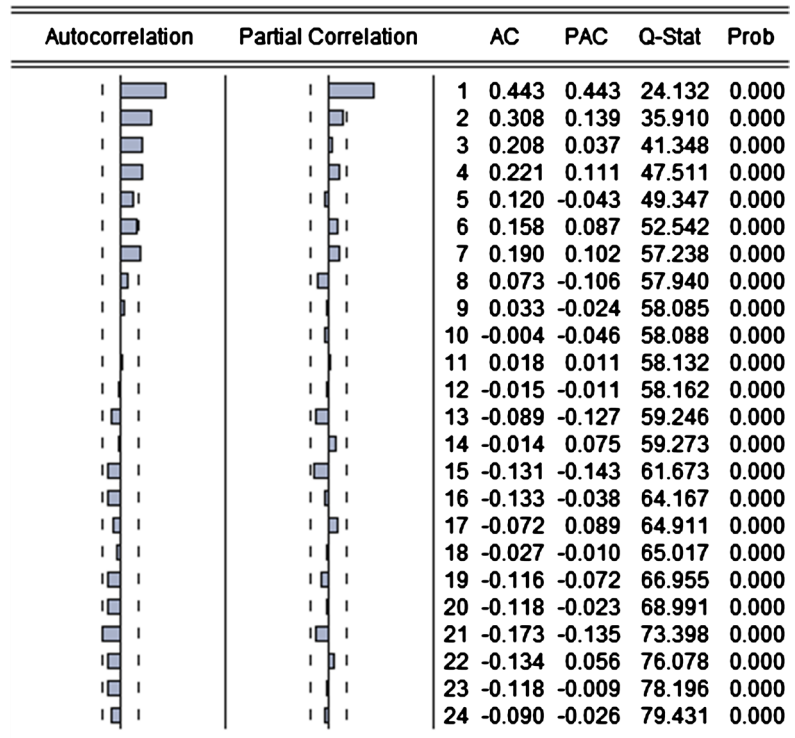 Autocorrelation Partial Correlation AC PAC Q-Stat Prob
1 0.443 0.443 24.132 0.000
2 0.308 0.139 35.910 0.000
3 0.208 0.037 41.348 0.000
4 0.221 0.111 47.511 0.000
5 0.120 -0.043 49.347 0.000
6 0.158 0.087 52.542 0.000
7 0.190 0.102 57.238 0.000
8 0.073 -0.106 57.940 0.000
9 0.033 -0.024 58.085 0.000
10 -0.004 -0.046 58.088 0.000
11 0.018 0.011 58.132 0.000
12 -0.015 -0.011 58.162 0.000
13 -0.089 -0.127 59.246 0.000
14 -0.014 0.075 59.273 0.000
15 -0.131 -0.143 61.673 0.000
16 -0.133 -0.038 64.167 0.000
17 -0.072 0.089 64.911 0.000
18 -0.027 -0.010 65.017 0.000
19 -0.116 -0.072 66.955 0.000
20 -0.118 -0.023 68.991 0.000
21 -0.173 -0.135 73.398 0.000
22 -0.134 0.056 76.078 0.000
23 -0.118 -0.009 78.196 0.000
24 -0.090 -0.026 79.431 0.000